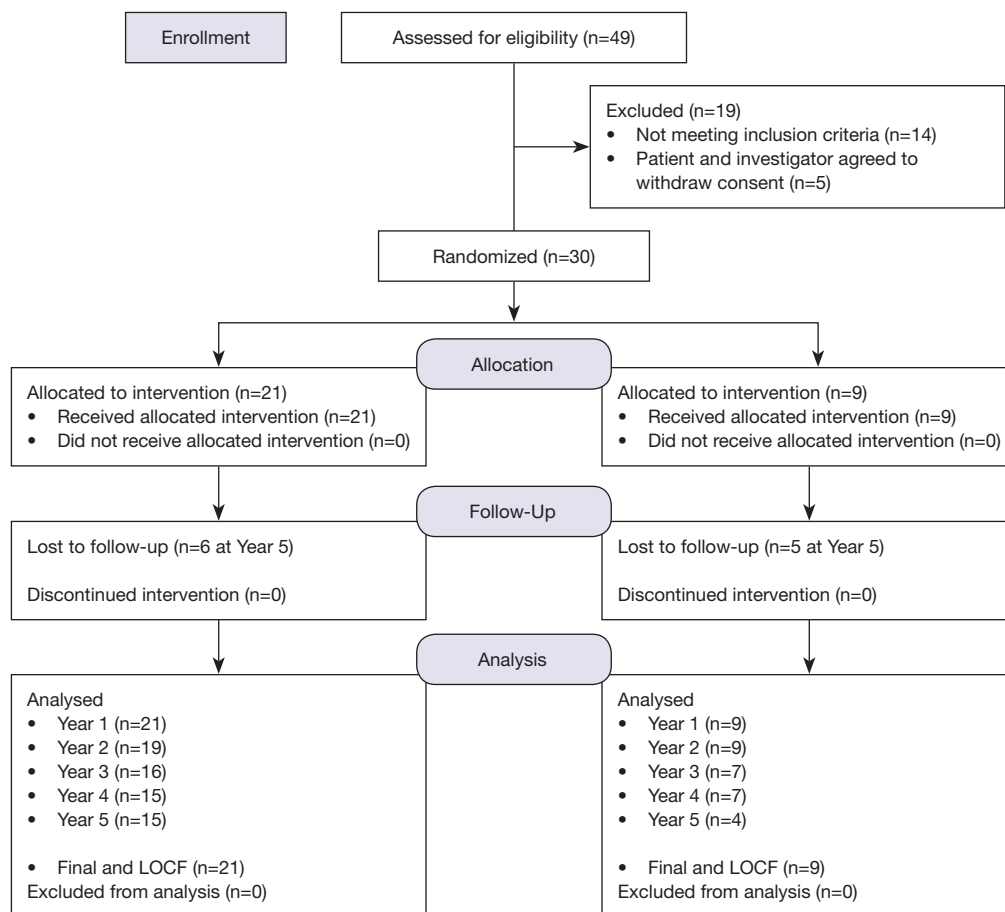 Enrollment
Assessed for eligibility (n=49)
Excluded (n=19)
• Not meeting inclusion criteria (n=14)
• Patient and investigator agreed to
withdraw consent (n=5)
Randomized (n=30)
Allocation
Allocated to intervention (n=21)
• Received allocated intervention (n=21)
• Did not receive allocated intervention (n=0)
Allocated to intervention (n=9)
• Received allocated intervention (n=9)
• Did not receive allocated intervention (n=0)
Follow-Up
Lost to follow-up (n=6 at Year 5)
Discontinued intervention (n=0)
Lost to follow-up (n=5 at Year 5)
Discontinued intervention (n=0)
Analysis
Analysed
• Year 1 (n=21)
• Year 2 (n=19)
• Year 3 (n=16)
• Year 4 (n=15)
• Year 5 (n=15)
• Final and LOCF (n=21)
Excluded from analysis (n=0)
Analysed
• Year 1 (n=9)
• Year 2 (n=9)
• Year 3 (n=7)
• Year 4 (n=7)
• Year 5 (n=4)
• Final and LOCF (n=9)
Excluded from analysis (n=0)